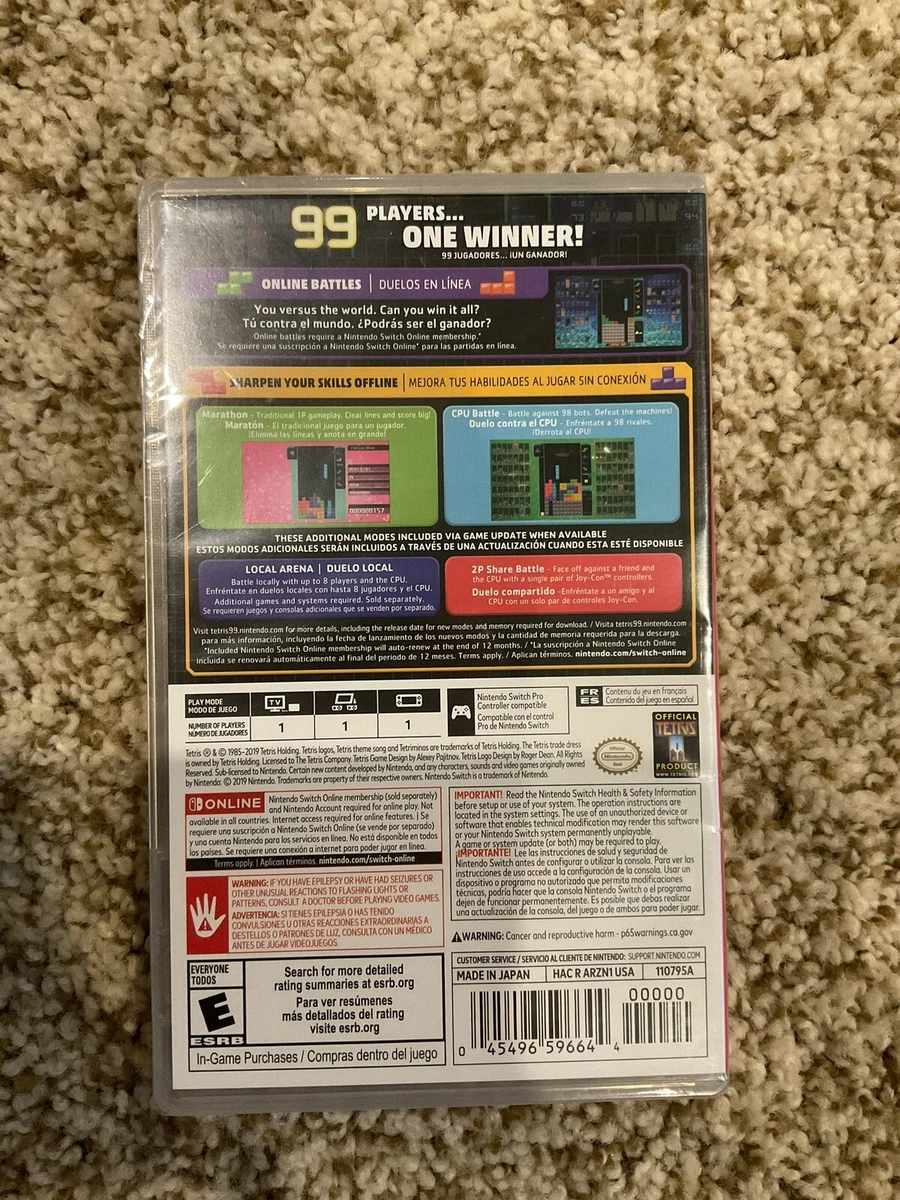 99 PLAYERS...
ONE WINNER!
99 JUGADORES... ¡UN GANADOR!
ONLINE BATTLES | DUELOS EN LÍNEA
You versus the world. Can you win it all?
Tú contra el mundo. ¿Podrás ser el ganador?
Online battles require a Nintendo Switch Online membership.*
Se requiere una suscripción a Nintendo Switch Online* para las partidas en línea.
SHARPEN YOUR SKILLS OFFLINE | MEJORA TUS HABILIDADES AL JUGAR SIN CONEXIÓN
Marathon - Traditional 1P gameplay. Clear lines and score big!
Maratón - El tradicional juego para un jugador.
¡Elimina las líneas y anota en grande!
CPU Battle - Battle against 98 bots. Defeat the machines!
Duelo contra el CPU - Enfréntate a 98 rivales.
¡Derrota al CPU!
THESE ADDITIONAL MODES INCLUDED VIA GAME UPDATE WHEN AVAILABLE
ESTOS MODOS ADICIONALES SERÁN INCLUIDOS A TRAVÉS DE UNA ACTUALIZACIÓN CUANDO ESTA ESTÉ DISPONIBLE
LOCAL ARENA | DUELO LOCAL
Battle locally with up to 8 players and the CPU.
Enfréntate en duelos locales con hasta 8 jugadores y el CPU.
Additional games and systems required. Sold separately.
Se requieren juegos y consolas adicionales que se venden por separado.
2P Share Battle - Face off against a friend and
the CPU with a single pair of Joy-Con™ controllers.
Duelo compartido -Enfréntate a un amigo y al
CPU con un solo par de controles Joy-Con.
Visit tetris99.nintendo.com for more details, including the release date for new modes and memory required for download. / Visita tetris99.nintendo.com
para más información, incluyendo la fecha de lanzamiento de los nuevos modos y la cantidad de memoria requerida para la descarga.
*Included Nintendo Switch Online membership will auto-renew at the end of 12 months. / *La suscripción a Nintendo Switch Online
incluida se renovará automáticamente al final del periodo de 12 meses. Terms apply. / Aplican términos. nintendo.com/switch-online
PLAY MODE
MODO DE JUEGO
TV
NUMBER OF PLAYERS
NÚMERO DE JUGADORES
1
1
1
Nintendo Switch Pro
Controller compatible
Compatible con el control
Pro de Nintendo Switch
FR
ES
Contenu du jeu en français
Contenido del juego en español
Tetris ® & © 1985-2019 Tetris Holding. Tetris logos, Tetris theme song and Tetriminos are trademarks of Tetris Holding. The Tetris trade dress
is owned by Tetris Holding. Licensed to The Tetris Company. Tetris Game Design by Alexey Pajitnov. Tetris Logo Design by Roger Dean. All Rights
Reserved. Sub-licensed to Nintendo. Certain new content developed by Nintendo, and any characters, sounds and video games originally owned
by Nintendo: © 2019 Nintendo. Trademarks are property of their respective owners. Nintendo Switch is a trademark of Nintendo.
Official
Nintendo
Seal
OFFICIAL
TETRIS
PRODUCT
ONLINE
Nintendo Switch Online membership (sold separately)
and Nintendo Account required for online play. Not
available in all countries. Internet access required for online features. | Se
requiere una suscripción a Nintendo Switch Online (se vende por separado)
y una cuenta Nintendo para los servicios en línea. No está disponible en todos
los países. Se requiere una conexión a internet para poder jugar en línea.
Terms apply. | Aplican términos. nintendo.com/switch-online
IMPORTANT! Read the Nintendo Switch Health & Safety Information
before setup or use of your system. The operation instructions are
located in the system settings. The use of an unauthorized device or
software that enables technical modification may render this software
or your Nintendo Switch system permanently unplayable.
A game or system update (or both) may be required to play.
¡IMPORTANTE! Lee las instrucciones de salud y seguridad de
Nintendo Switch antes de configurar o utilizar la consola. Para ver las
instrucciones de uso accede a la configuración de la consola. Usar un
dispositivo o programa no autorizado que permita modificaciones
técnicas, podría hacer que la consola Nintendo Switch o el programa
dejen de funcionar permanentemente. Es posible que debas realizar
una actualización de la consola, del juego o de ambos para poder jugar.
WARNING: IF YOU HAVE EPILEPSY OR HAVE HAD SEIZURES OR
OTHER UNUSUAL REACTIONS TO FLASHING LIGHTS OR
PATTERNS, CONSULT A DOCTOR BEFORE PLAYING VIDEO GAMES.
ADVERTENCIA: SI TIENES EPILEPSIA O HAS TENIDO
CONVULSIONES U OTRAS REACCIONES EXTRAORDINARIAS A
DESTELLOS O PATRONES DE LUZ, CONSULTA CON UN MÉDICO
ANTES DE JUGAR VIDEOJUEGOS.
WARNING: Cancer and reproductive harm - p65warnings.ca.gov
CUSTOMER SERVICE / SERVICIO AL CLIENTE DE NINTENDO: SUPPORT.NINTENDO.COM
MADE IN JAPAN
HAC R ARZN1 USA
110795A
EVERYONE
TODOS
E
ESRB
Search for more detailed
rating summaries at esrb.org
Para ver resúmenes
más detallados del rating
visite esrb.org
In-Game Purchases / Compras dentro del juego
00000
0 45496 59664 4